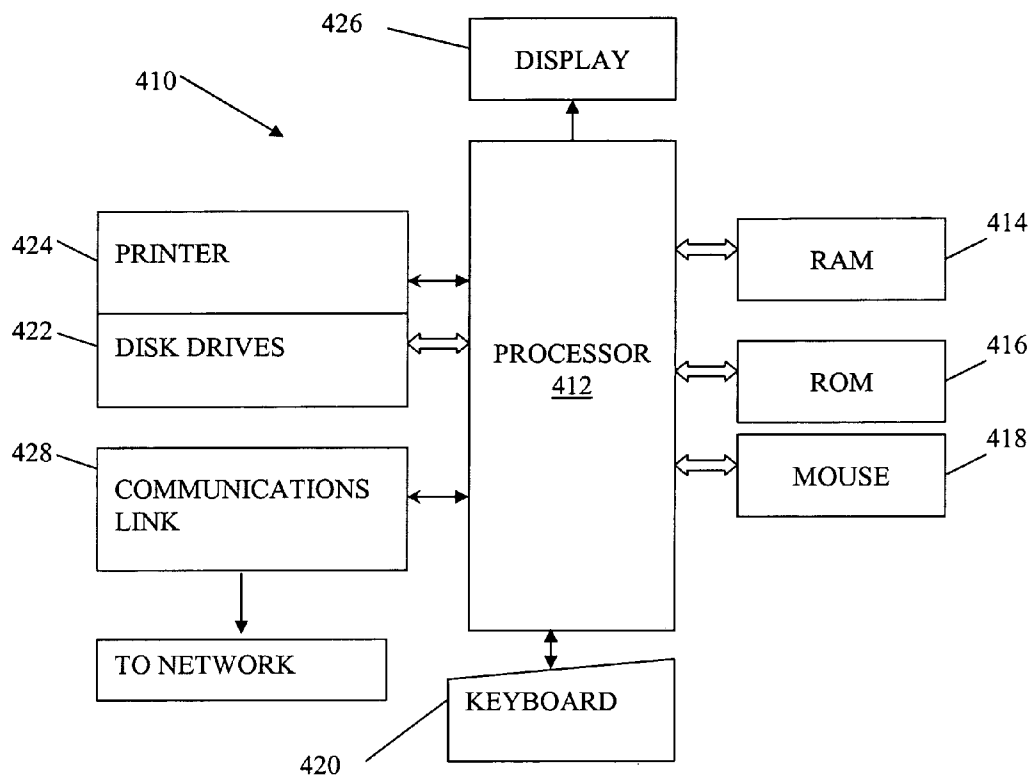 426
DISPLAY
410
424
PRINTER
414
RAM
422
DISK DRIVES
PROCESSOR
412
416
ROM
428
COMMUNICATIONS
LINK
418
MOUSE
TO NETWORK
KEYBOARD
420